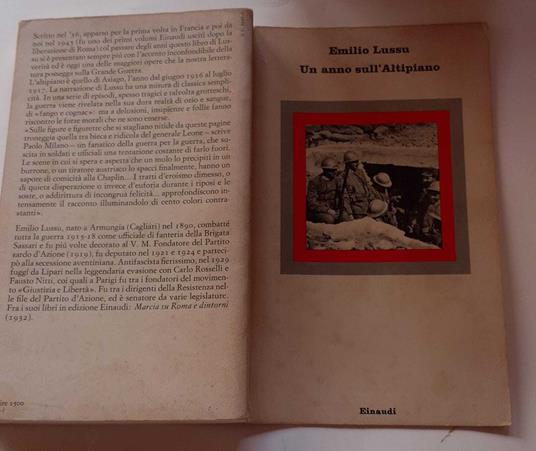 Scritto nel '36, apparso per la prima volta in Francia e poi da
noi nel 1945 (fu uno dei primi volumi Einaudi usciti dopo la
liberazione di Roma) col passare degli anni questo libro di Lus-
su si è presentato sempre piú con l'accento inconfondibile della
verità ed è oggi una delle maggiori opere che la nostra lettera-
tura possegga sulla Grande Guerra.
L'altipiano è quello di Asiago, l'anno dal giugno 1916 al luglio
1917. La narrazione di Lussu ha una misura di classica sempli-
cità. In una serie di episodi, spesso tragici e talvolta grotteschi,
la guerra viene rivelata nella sua dura realtà di ozio e sangue,
di «fango e cognac»: ma a delusioni, insipienze e follie fanno
riscontro le forze morali che ne sono emerse.
«Sulle figure e figurette che si stagliano nitide da queste pagine
troneggia quella tra bieca e ridicola del generale Leone – scrive
Paolo Milano – un fanatico della guerra per la guerra, che su-
scita in soldati e ufficiali una tentazione costante di farlo fuori.
Le scene in cui si spera e aspetta che un mulo lo precipiti in un
burrone, o un tiratore austriaco lo spacci finalmente, hanno un
sapore di comicità alla Chaplin... I tratti d'eroismo dimesso, o
di quieta disperazione o invece d'euforia durante i riposi e le
soste, o addirittura di incongrua felicità... approfondiscono in-
tensamente il racconto illuminandolo di cento colori contra-
stanti».
Emilio Lussu, nato a Armungia (Cagliari) nel 1890, combatté
tutta la guerra 1915-18 come ufficiale di fanteria della Brigata
Sassari e fu piú volte decorato al V. M. Fondatore del Partito
sardo d'Azione (1919), fu deputato nel 1921 e 1924 e parteci-
pò alla secessione aventiniana. Antifascista fierissimo, nel 1929
fuggí da Lipari nella leggendaria evasione con Carlo Rosselli e
Fausto Nitti, coi quali a Parigi fu tra i fondatori del movimen-
to «Giustizia e Libertà». Fu tra i dirigenti della Resistenza nel-
le file del Partito d'Azione, ed è senatore da varie legislature.
Fra i suoi libri in edizione Einaudi: Marcia su Roma e dintorni
(1932).
ire 1500
Emilio Lussu
Un anno sull'Altipiano
Einaudi